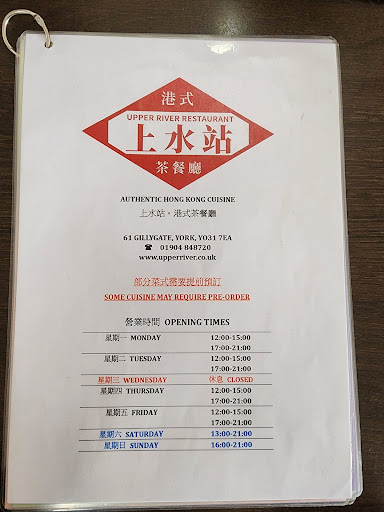 港式
UPPER RIVER RESTAURANT
上水站
茶餐廳
AUTHENTIC HONG KONG CUISINE
上水站。港式茶餐廳
61 GILLYGATE, YORK, YO31 7EA
☎ 01904 848720
www.upperriver.co.uk
部分菜式需要提前預訂
SOME CUISINE MAY REQUIRE PRE-ORDER
營業時間 OPENING TIMES
星期一 MONDAY 12:00-15:00
17:00-21:00
星期二 TUESDAY 12:00-15:00
17:00-21:00
星期三 WEDNESDAY 休息 CLOSED
星期四 THURSDAY 12:00-15:00
17:00-21:00
星期五 FRIDAY 12:00-15:00
17:00-21:00
星期六 SATURDAY 13:00-21:00
星期日 SUNDAY 16:00-21:00